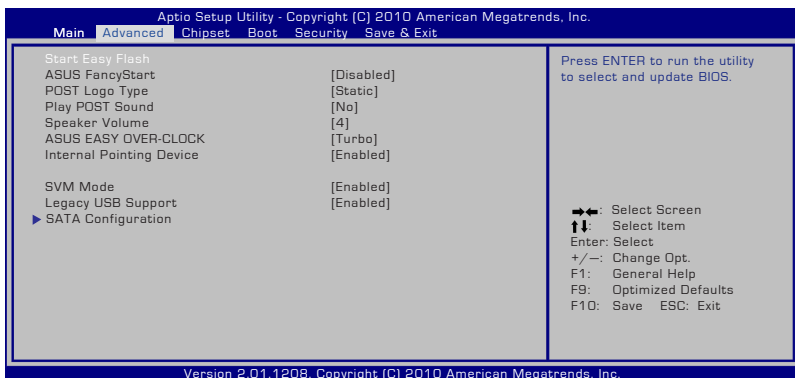 Aptio Setup Utility - Copyright (C) 2010 American Megatrends, Inc.
Main Advanced Chipset Boot Security Save & Exit
Start Easy Flash
ASUS FancyStart [Disabled]
POST Logo Type [Static]
Play POST Sound [No]
Speaker Volume [4]
ASUS EASY OVER-CLOCK [Turbo]
Internal Pointing Device [Enabled]
SVM Mode [Enabled]
Legacy USB Support [Enabled]
SATA Configuration
Press ENTER to run the utility
to select and update BIOS.
→←: Select Screen
↑↓: Select Item
Enter: Select
+/—: Change Opt.
F1: General Help
F9: Optimized Defaults
F10: Save ESC: Exit
Version 2.01.1208. Copyright (C) 2010 American Megatrends, Inc.